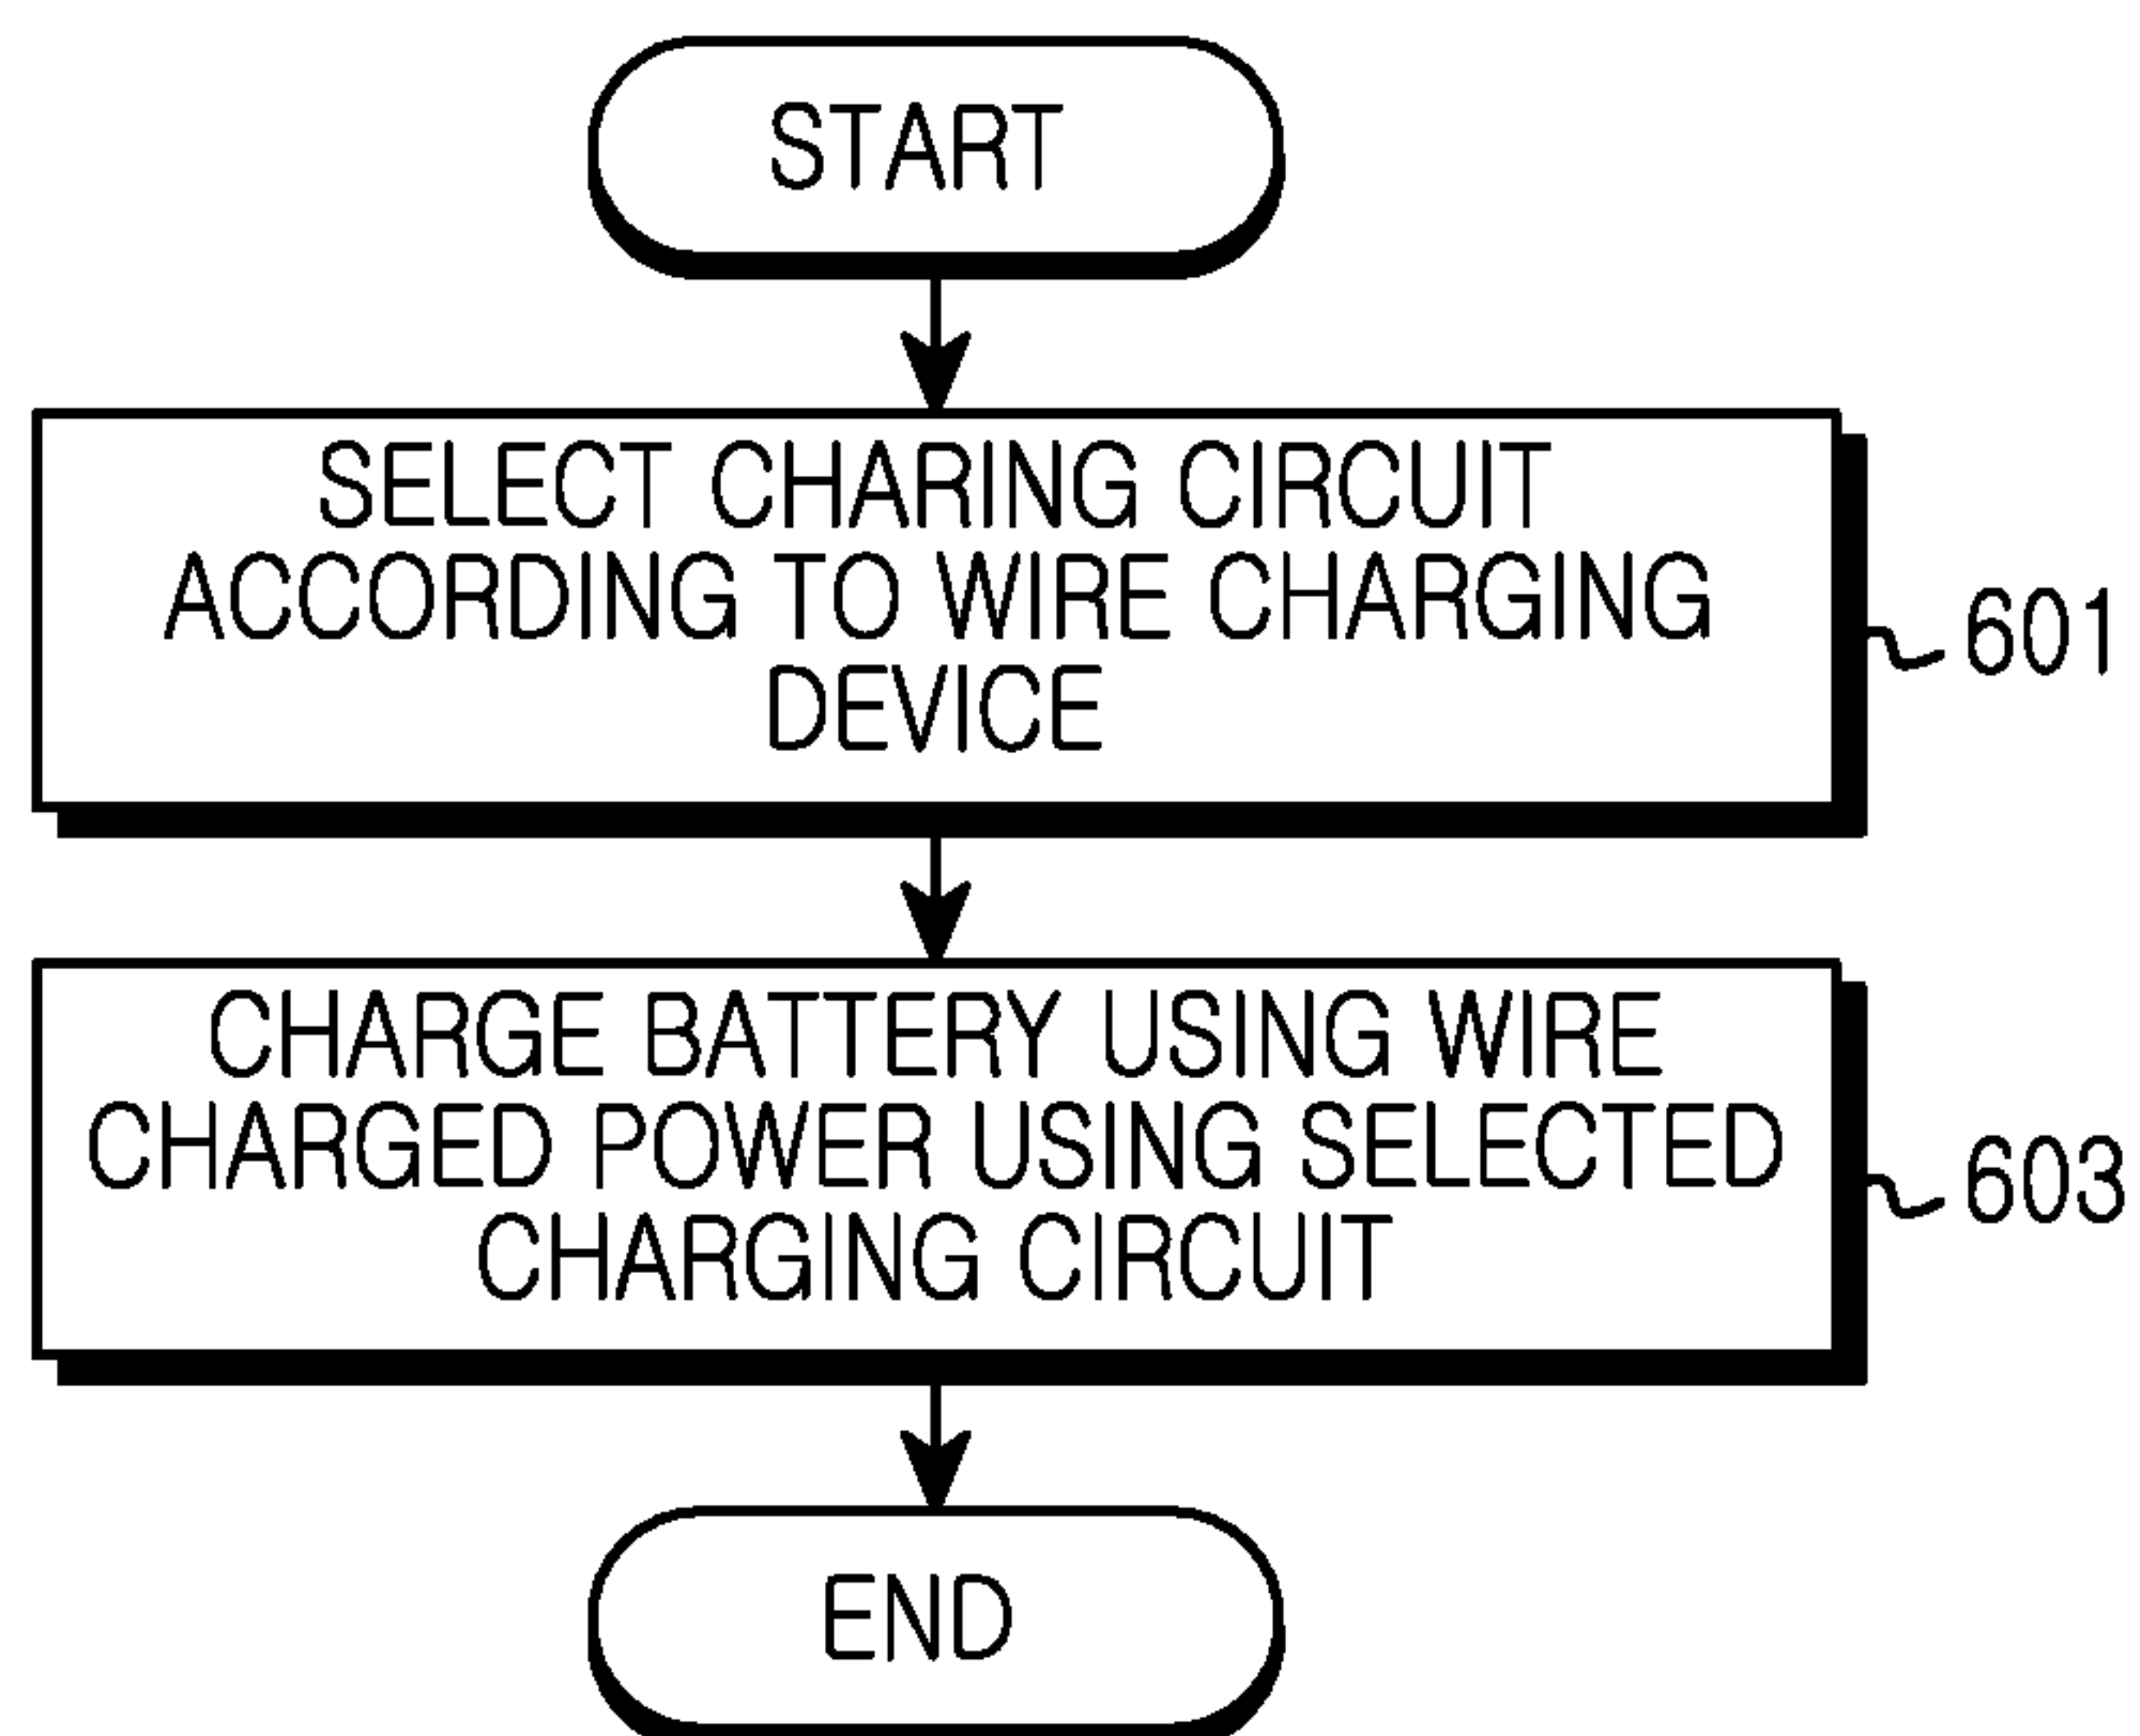 START
SELECT CHARING CIRCUIT
ACCORDING TO WIRE CHARGING
DEVICE
601
CHARGE BATTERY USING WIRE
CHARGED POWER USING SELECTED
CHARGING CIRCUIT
603
END